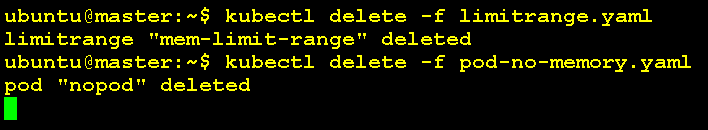 ubuntu@master:~$ kubectl delete -f limitrange.yaml
limitrange "mem-limit-range" deleted
ubuntu@master:~$ kubectl delete -f pod-no-memory.yaml
pod "nopod" deleted